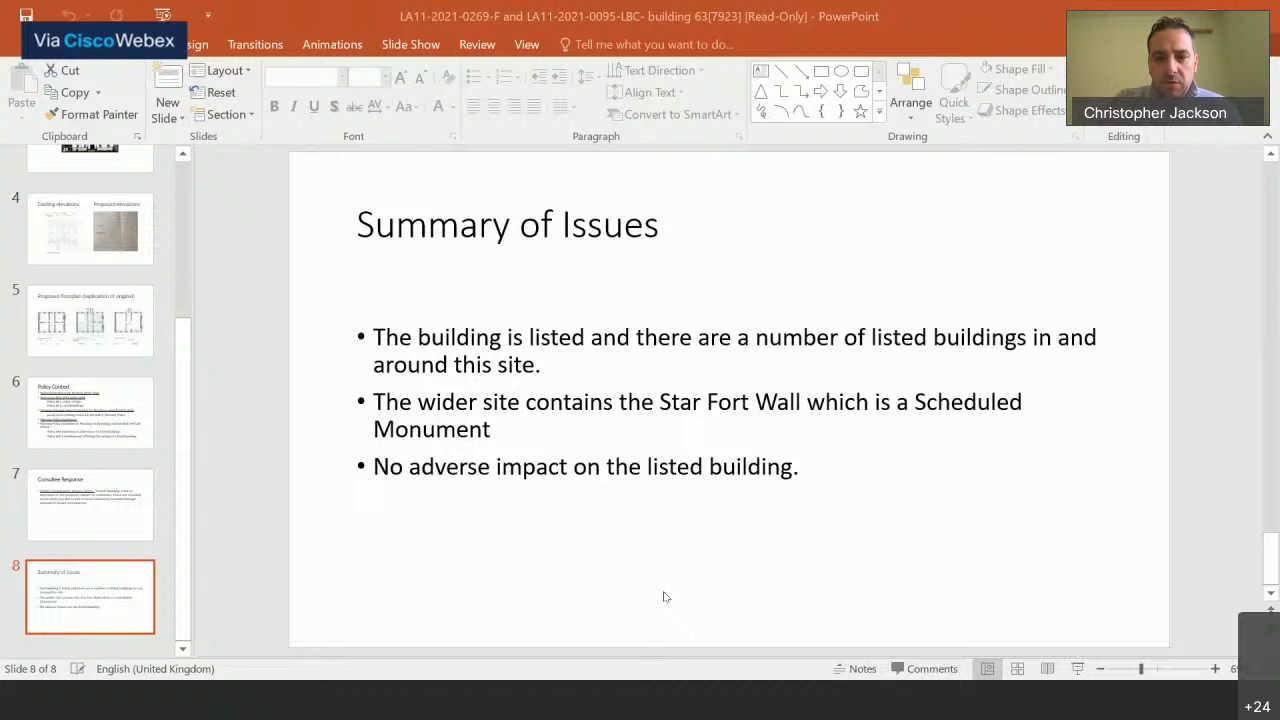 LA11-2021-0269-F and LA11-2021-0095-LBC- building 63[7923] [Read-Only] - PowerPoint
Via CiscoWebex
sign
Transitions
Animations
Slide Show
Review
View
Tell me what you want to do...
Cut
Copy
Format Painter
Paste
Clipboard
New
Slide
Layout
Reset
Section
Slides
B I U S abc AV Aa
Font
Text Direction
Align Text
Convert to SmartArt
Paragraph
Arrange
Quick
Styles
Shape Fill
Shape Outlin
Shape Effects
Drawing
Editing
Christopher Jackson
4
Existing elevations
Proposed elevations
5
Proposed Floorplan (replication of original)
6
Policy Context
7
Consultee Response
8
Summary of Issues
Summary of Issues
• The building is listed and there are a number of listed buildings in and
around this site.
• The wider site contains the Star Fort Wall which is a Scheduled
Monument
• No adverse impact on the listed building.
Slide 8 of 8
English (United Kingdom)
Notes
Comments
+24